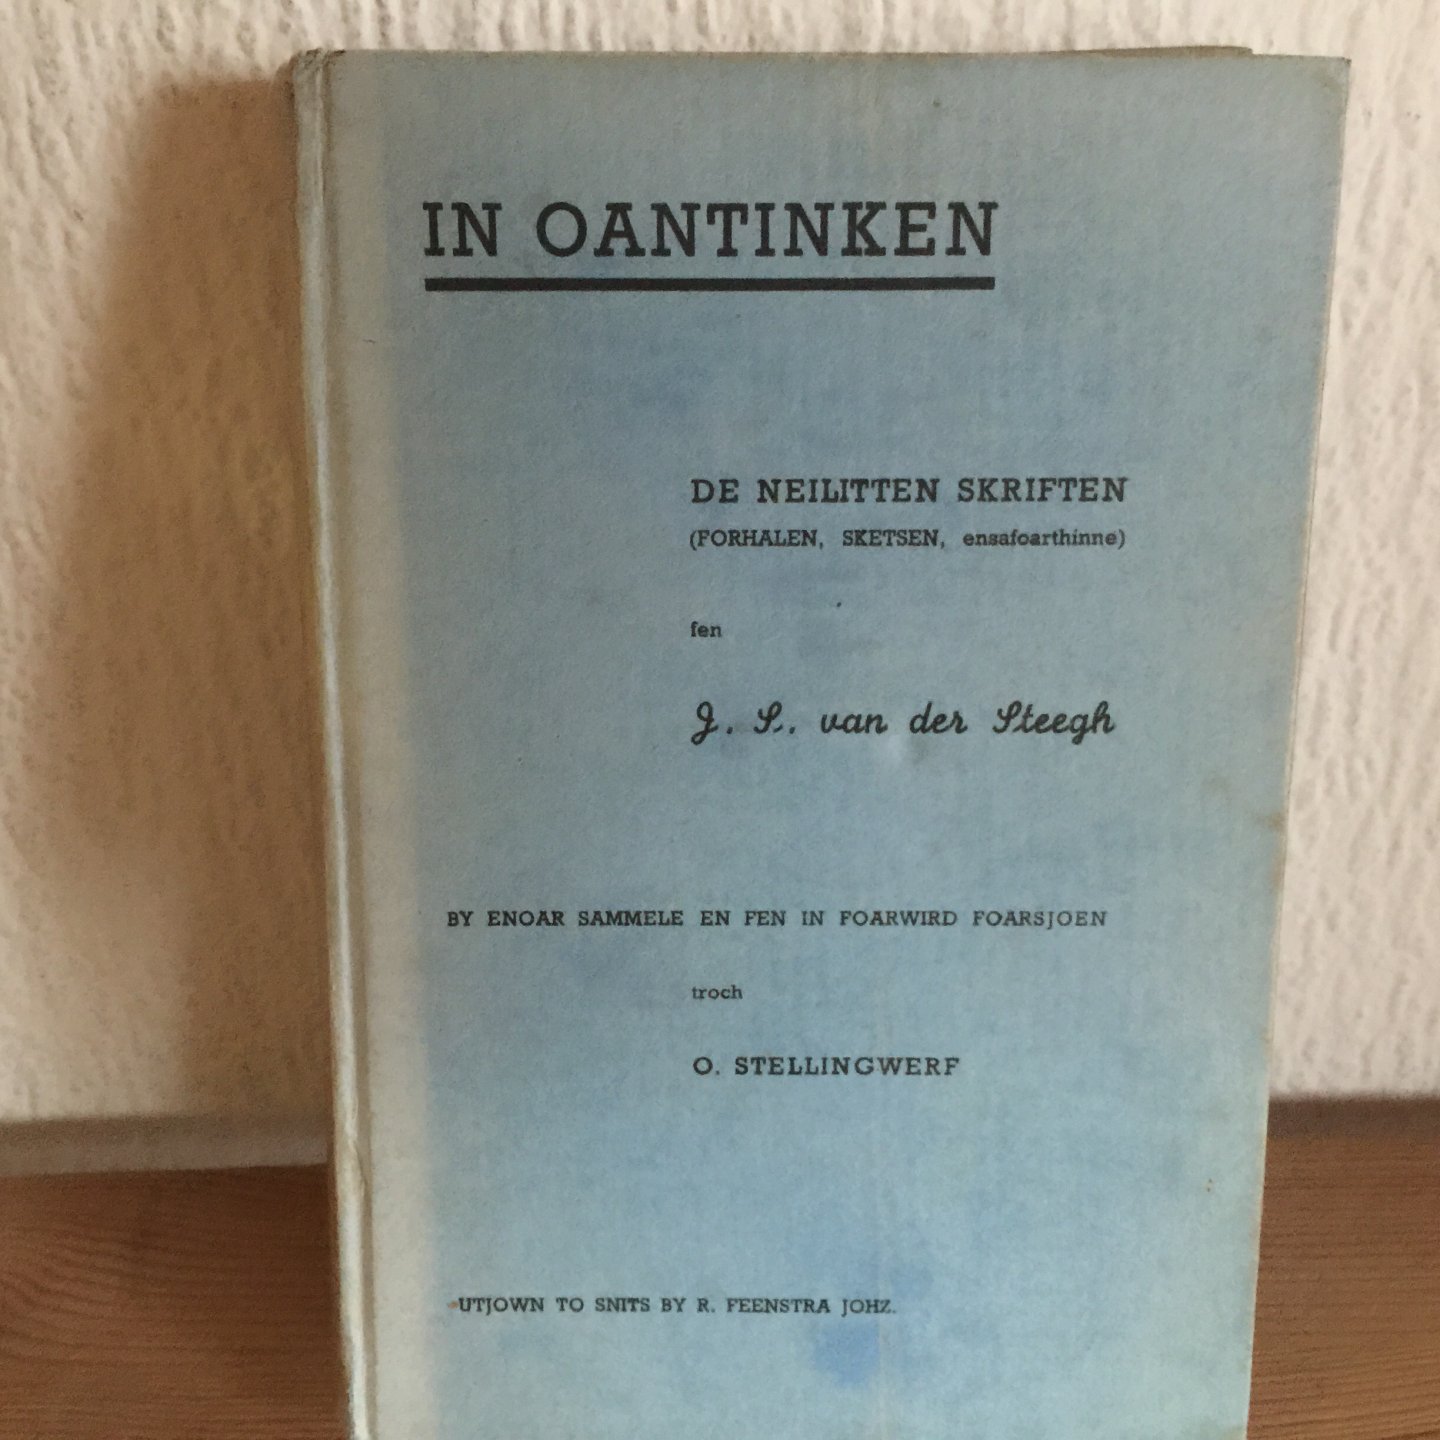 IN OANTINKEN
DE NEILITTEN SKRIFTEN
(FORHALEN, SKETSEN, ensafoarthinne)
fen
J. S. van der Steegh
BY ENOAR SAMMELE EN FEN IN FOARWIRD FOARSJOEN
troch
O. STELLINGWERF
UTJOWN TO SNITS BY R. FEENSTRA JOHZ.